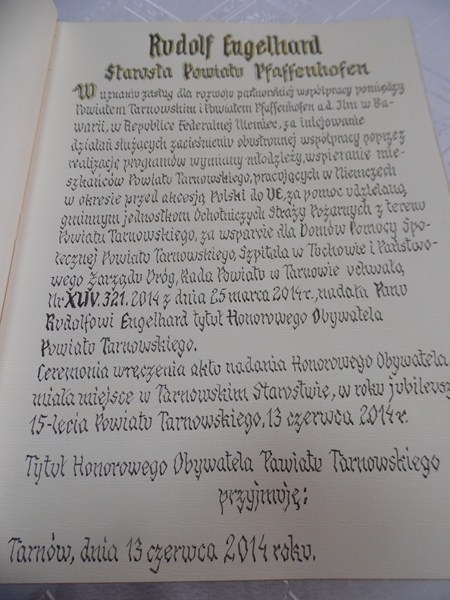 Rudolf Engelhard
Starosta Powiatu Pfaffenhofen
W uznaniu zasług dla rozwoju partnerskiej współpracy pomiędzy
Powiatem Tarnowskim i Powiatem Pfaffenhofen a.d. Ilm w Ba-
warii, w Republice Federalnej Niemiec, za inicjowanie
działań służących zacieśnieniu obustronnej współpracy poprzez
realizację programów wymiany młodzieży, wspieranie mie-
szkańców Powiatu Tarnowskiego, pracujących w Niemczech
w okresie przed akcesją Polski do UE, za pomoc udzielaną
gminnym jednostkom Ochotniczych Straży Pożarnych z terenu
Powiatu Tarnowskiego, za wsparcie dla Domów Pomocy Spo-
łecznej Powiatu Tarnowskiego, Szpitala w Tuchowie i Państwo-
wego Zarządu Dróg, Rada Powiatu w Tarnowie uchwałą
Nr XLIV.321.2014 z dnia 25 marca 2014 r., nadała Panu
Rudolfowi Engelhard tytuł Honorowego Obywatela
Powiatu Tarnowskiego.
Ceremonia wręczenia aktu nadania Honorowego Obywatela
miała miejsce w Tarnowskim Starostwie, w roku jubileusz
15-lecia Powiatu Tarnowskiego, 13 czerwca 2014 r.
Tytuł Honorowego Obywatela Powiatu Tarnowskiego
przyjmuję:
Tarnów, dnia 13 czerwca 2014 roku.